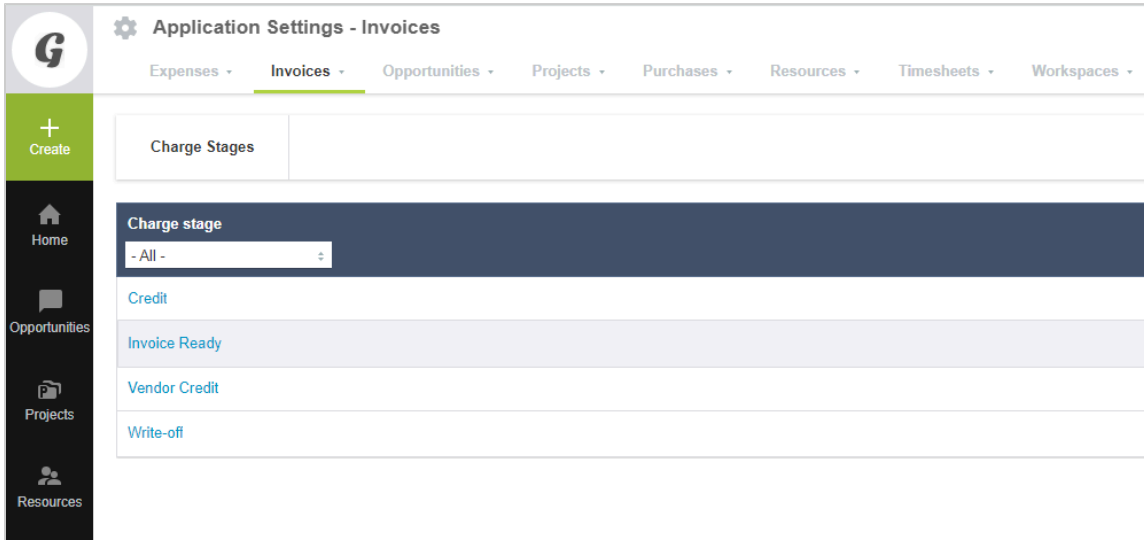 G
Application Settings - Invoices
Expenses Invoices Opportunities Projects Purchases Resources Timesheets Workspaces
+
Create
Charge Stages
Home
Charge stage
- All -
Opportunities
Credit
Invoice Ready
P
Projects
Vendor Credit
Write-off
Resources